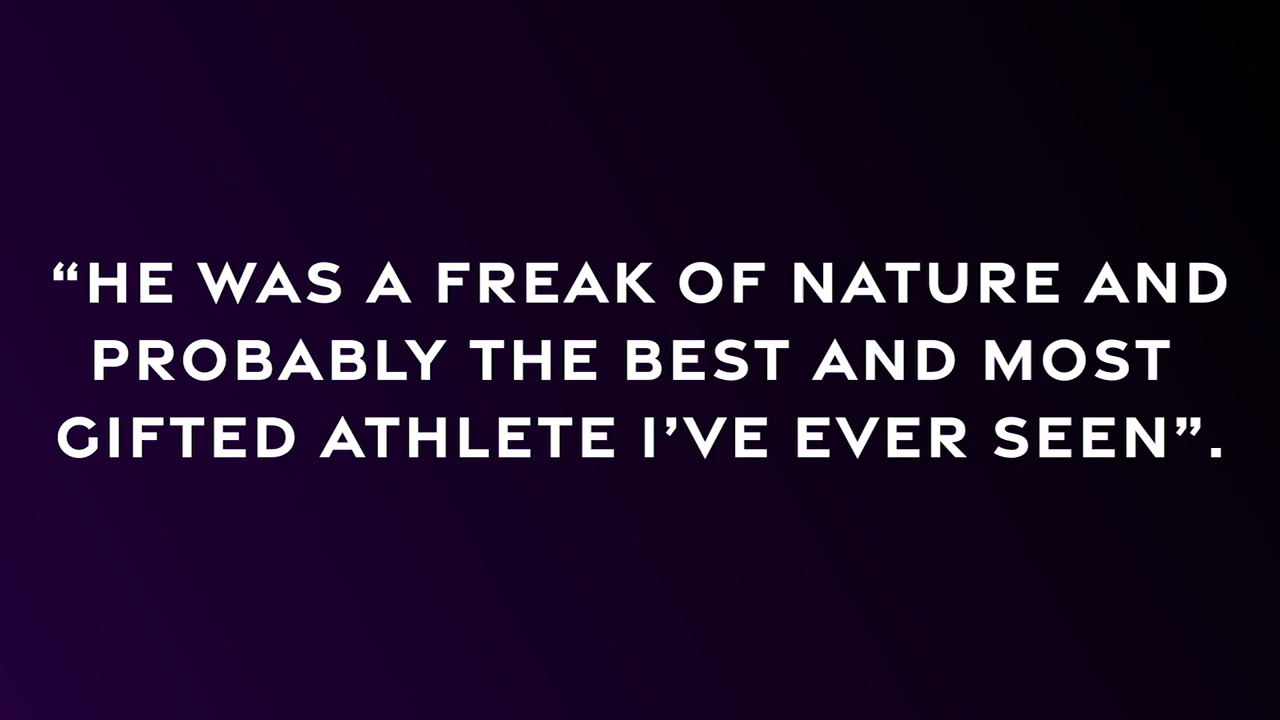 “HE WAS A FREAK OF NATURE AND
PROBABLY THE BEST AND MOST
GIFTED ATHLETE I’VE EVER SEEN”.